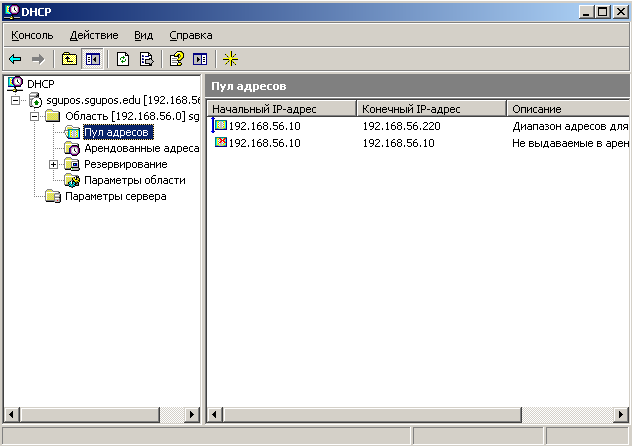 DHCP
Консоль Действие Вид Справка
DHCP
sgupos.sgupos.edu [192.168.56
Область [192.168.56.0] sg
Пул адресов
Арендованные адреса
Резервирование
Параметры области
Параметры сервера
Пул адресов
Начальный IP-адрес Конечный IP-адрес Описание
192.168.56.10 192.168.56.220 Диапазон адресов для
192.168.56.10 192.168.56.10 Не выдаваемые в арен